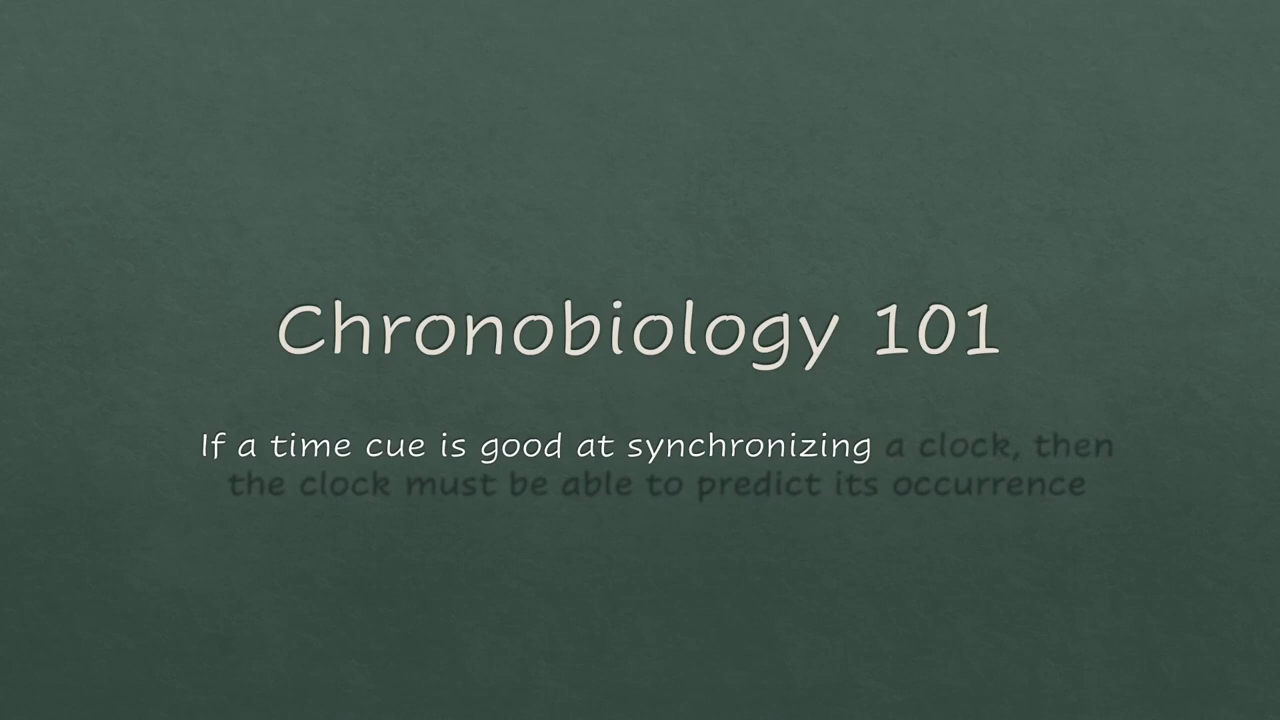 Chronobiology 101
If a time cue is good at synchronizing a clock, then
the clock must be able to predict its occurrence